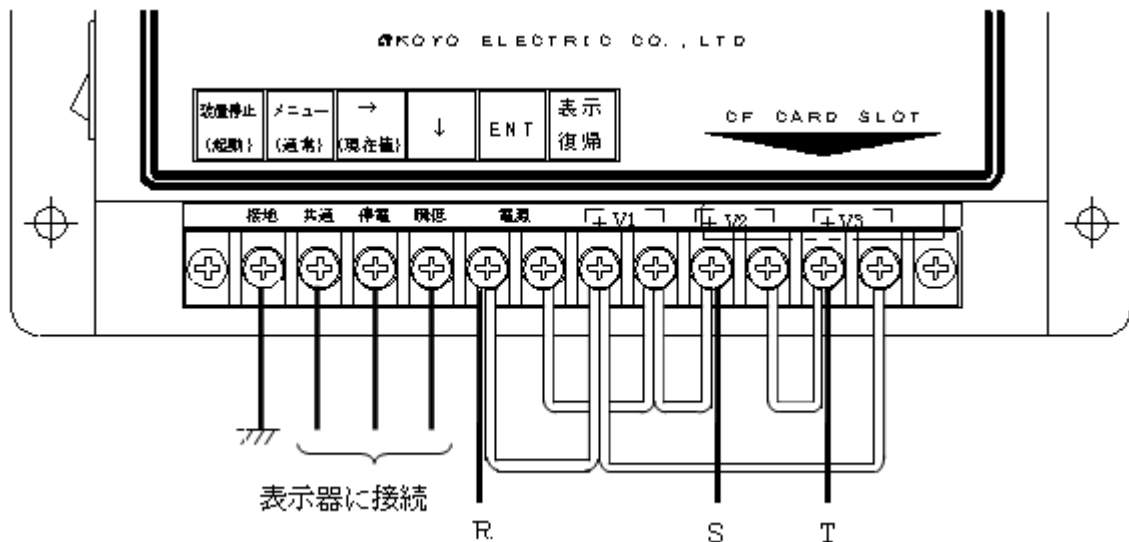 KOYO ELECTRIC CO., LTD
装置停止 (起動)
メニュー (通常)
→ (現在値)
↓
ENT
表示 復帰
CF CARD SLOT
接地 共通 停電 瞬低 電源 + V1 + V2 + V3
表示器に接続
R S T